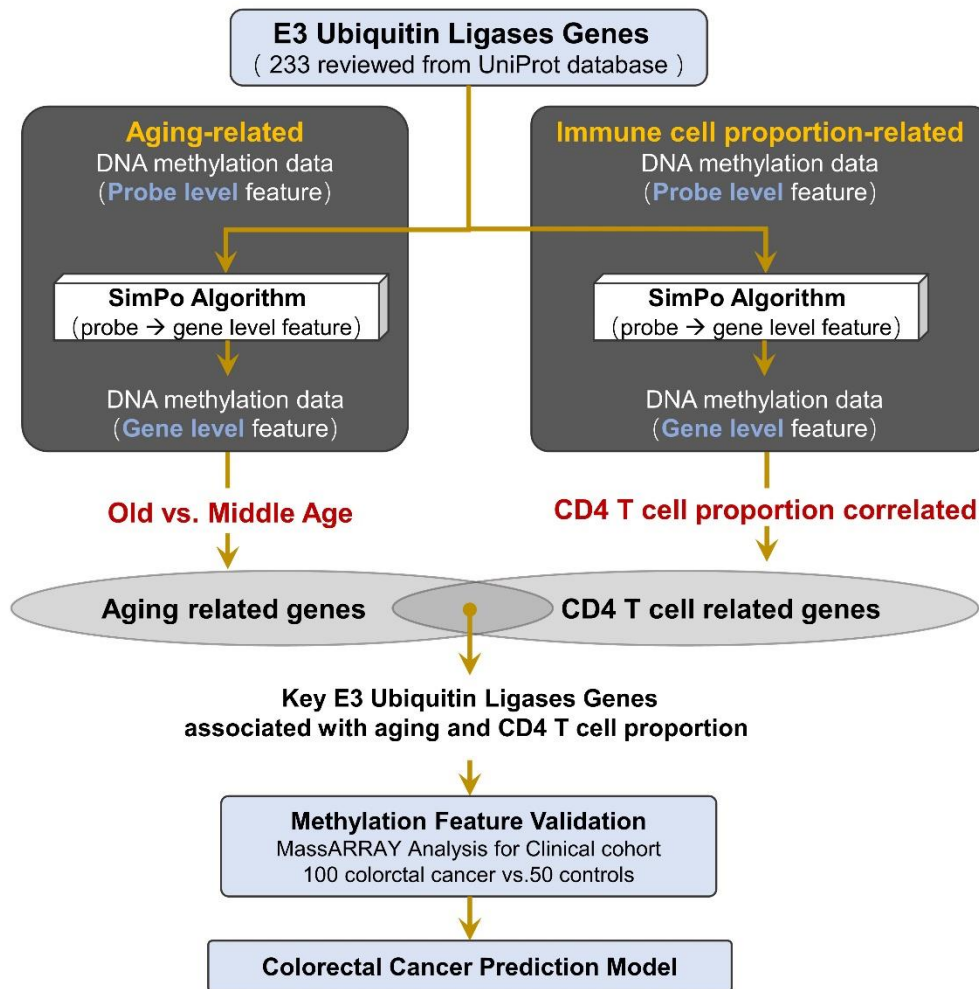 E3 Ubiquitin Ligases Genes
( 233 reviewed from UniProt database )
Aging-related
DNA methylation data
(Probe level feature)
SimPo Algorithm
(probe → gene level feature)
DNA methylation data
(Gene level feature)
Old vs. Middle Age
Immune cell proportion-related
DNA methylation data
(Probe level feature)
SimPo Algorithm
(probe → gene level feature)
DNA methylation data
(Gene level feature)
CD4 T cell proportion correlated
Aging related genes
CD4 T cell related genes
Key E3 Ubiquitin Ligases Genes
associated with aging and CD4 T cell proportion
Methylation Feature Validation
MassARRAY Analysis for Clinical cohort
100 colorctal cancer vs.50 controls
Colorectal Cancer Prediction Model